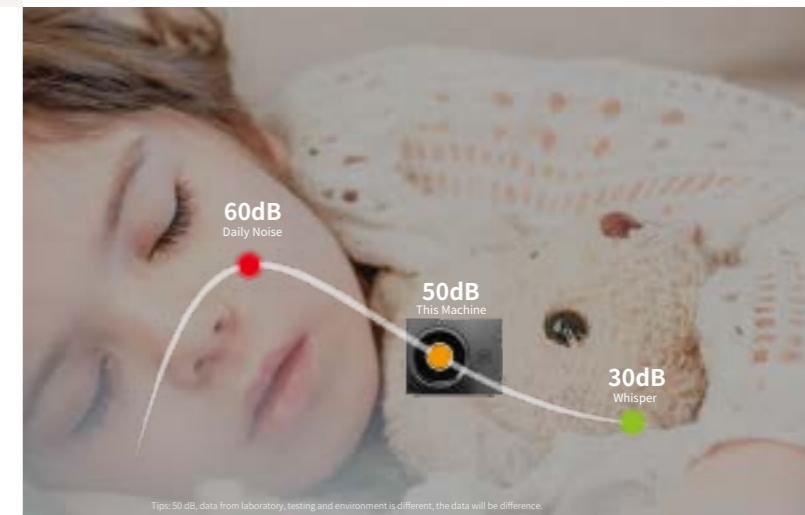 60dB
Daily Noise
50dB
This Machine
30dB
Whisper
Tips: 50 dB, data from laboratory, testing and environment is different, the data will be difference.